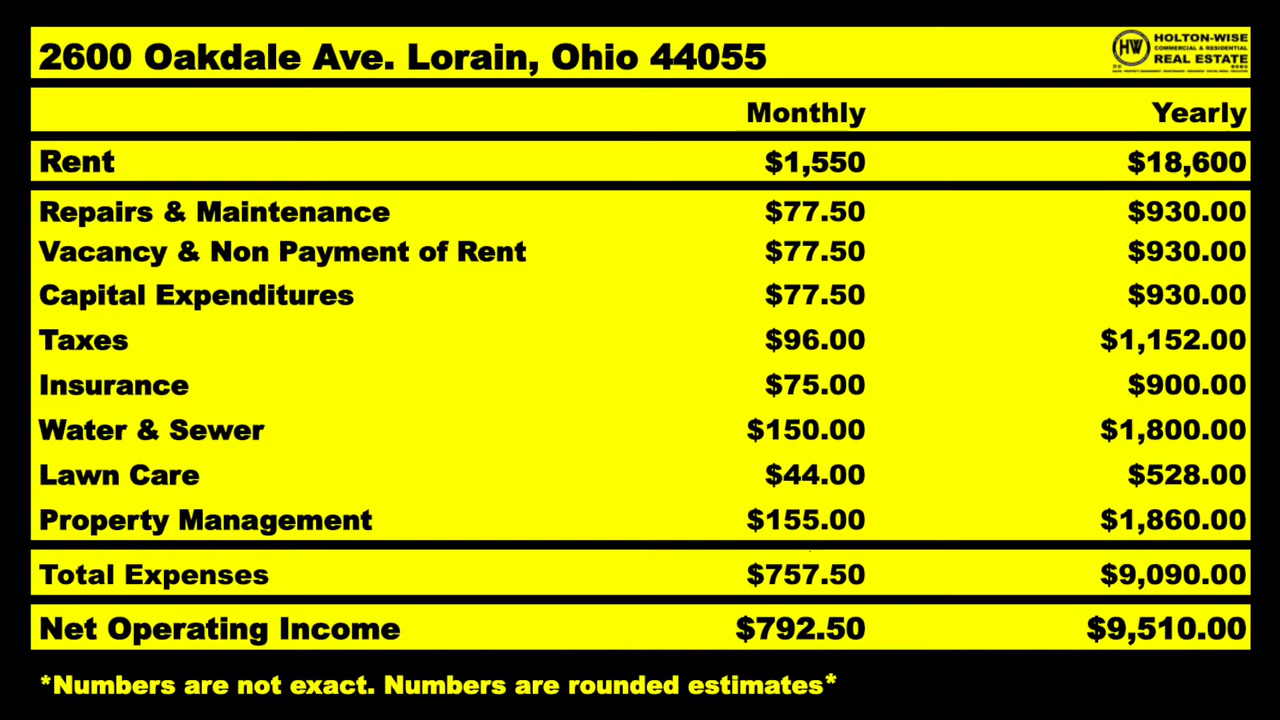 2600 Oakdale Ave. Lorain, Ohio 44055
HW HOLTON-WISE
COMMERCIAL & RESIDENTIAL
REAL ESTATE
Monthly Yearly
Rent $1,550 $18,600
Repairs & Maintenance $77.50 $930.00
Vacancy & Non Payment of Rent $77.50 $930.00
Capital Expenditures $77.50 $930.00
Taxes $96.00 $1,152.00
Insurance $75.00 $900.00
Water & Sewer $150.00 $1,800.00
Lawn Care $44.00 $528.00
Property Management $155.00 $1,860.00
Total Expenses $757.50 $9,090.00
Net Operating Income $792.50 $9,510.00
*Numbers are not exact. Numbers are rounded estimates*